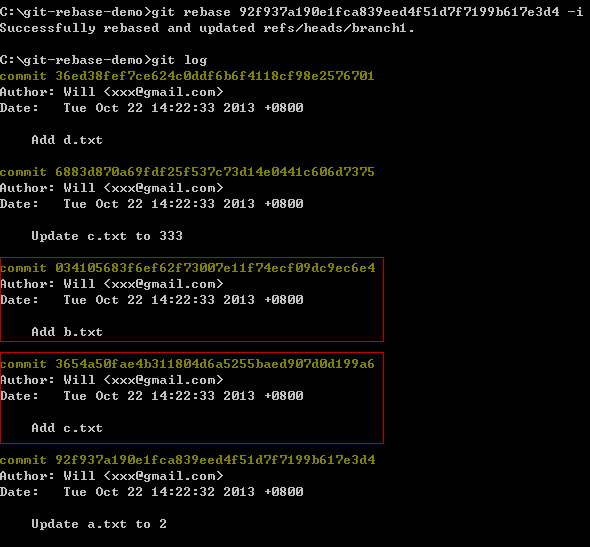 C:\git-rebase-demo>git rebase 92f937a190e1fca839eed4f51d7f7199b617e3d4 -i
Successfully rebased and updated refs/heads/branch1.
C:\git-rebase-demo>git log
commit 36ed38fef7ce624c0ddf6b6f4118cf98e2576701
Author: Will <xxx@gmail.com>
Date:   Tue Oct 22 14:22:33 2013 +0800
Add d.txt
commit 6883d870a69fdf25f537c73d14e0441c606d7375
Author: Will <xxx@gmail.com>
Date:   Tue Oct 22 14:22:33 2013 +0800
Update c.txt to 333
commit 034105683f6ef62f73007e11f74ecf09dc9ec6e4
Author: Will <xxx@gmail.com>
Date:   Tue Oct 22 14:22:33 2013 +0800
Add b.txt
commit 3654a50fae4b311804d6a5255baed907d0d199a6
Author: Will <xxx@gmail.com>
Date:   Tue Oct 22 14:22:33 2013 +0800
Add c.txt
commit 92f937a190e1fca839eed4f51d7f7199b617e3d4
Author: Will <xxx@gmail.com>
Date:   Tue Oct 22 14:22:32 2013 +0800
Update a.txt to 2